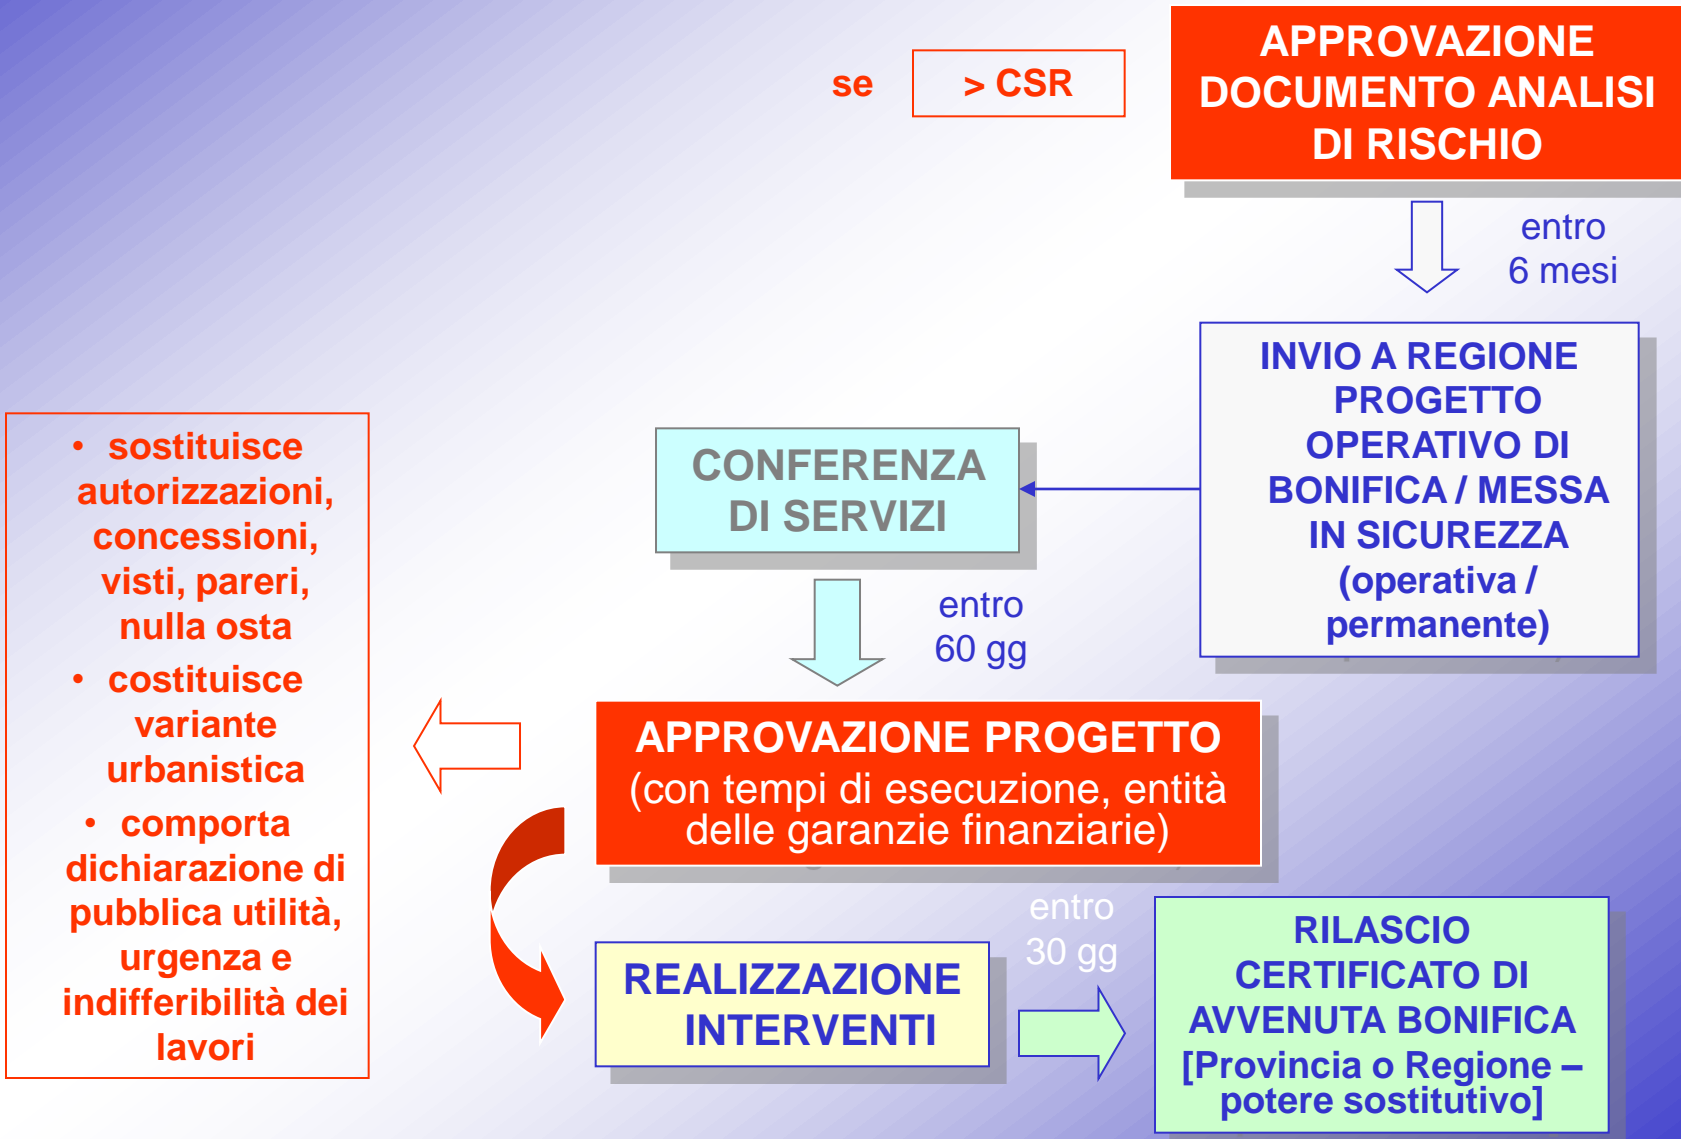 se
> CSR
APPROVAZIONE
DOCUMENTO ANALISI
DI RISCHIO
entro
6 mesi
INVIO A REGIONE
PROGETTO
OPERATIVO DI
BONIFICA / MESSA
IN SICUREZZA
(operativa /
permanente)
CONFERENZA
DI SERVIZI
entro
60 gg
APPROVAZIONE PROGETTO
(con tempi di esecuzione, entità
delle garanzie finanziarie)
• sostituisce
autorizzazioni,
concessioni,
visti, pareri,
nulla osta
• costituisce
variante
urbanistica
• comporta
dichiarazione di
pubblica utilità,
urgenza e
indifferibilità dei
lavori
REALIZZAZIONE
INTERVENTI
entro
30 gg
RILASCIO
CERTIFICATO DI
AVVENUTA BONIFICA
[Provincia o Regione –
potere sostitutivo]